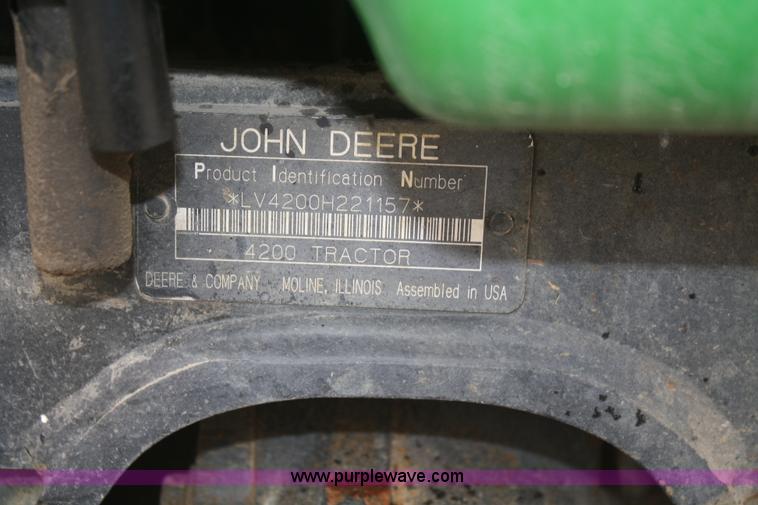 JOHN DEERE
Product Identification Number
*LV4200H221157*
4200 TRACTOR
DEERE & COMPANY MOLINE, ILLINOIS Assembled in USA
www.purplewave.com